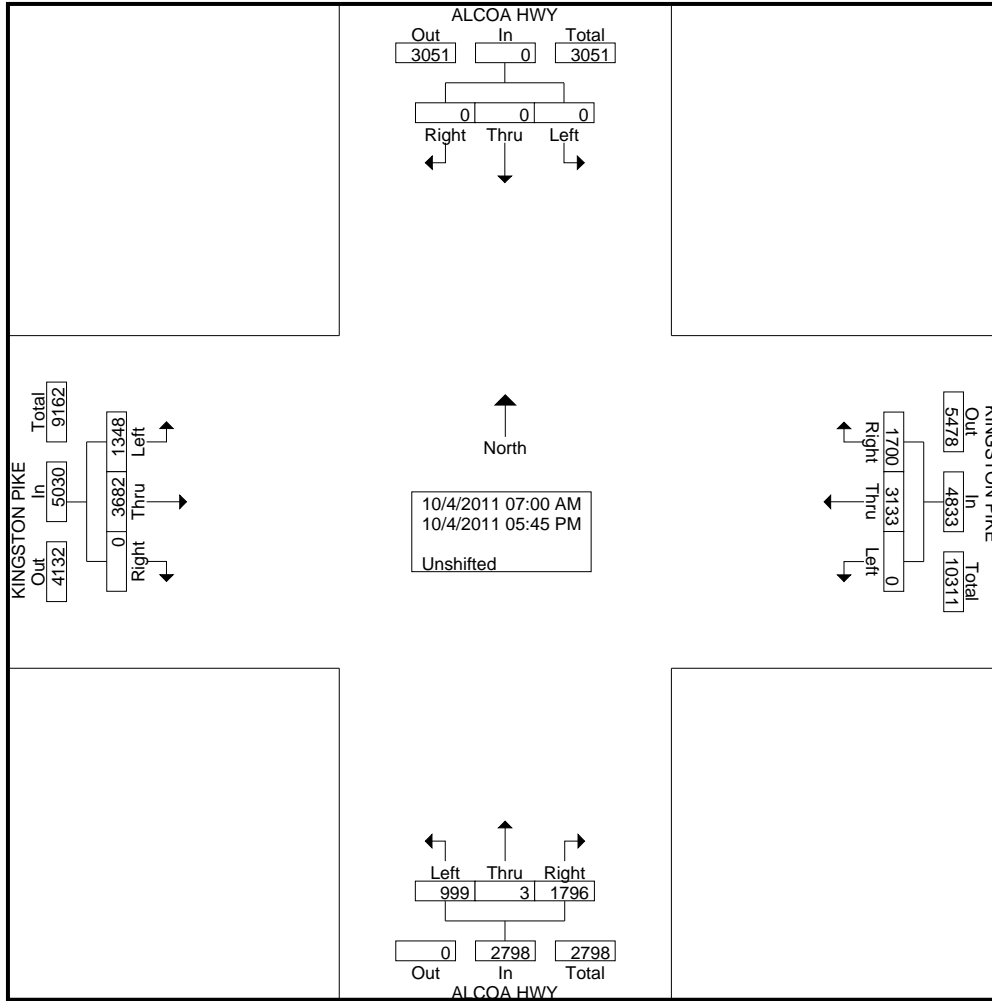 ALCOA HWY
Out In Total
3051 0 3051
0 0 0
Right Thru Left
KINGSTON PIKE
Total In Out
9162 5030 4132
1348 3682 0
Left Thru Right
North
10/4/2011 07:00 AM
10/4/2011 05:45 PM
Unshifted
Right Thru Left
1700 3133 0
5478 4833 10311
Out In Total
KINGSTON PIKE
Left Thru Right
999 3 1796
0 2798 2798
Out In Total
ALCOA HWY